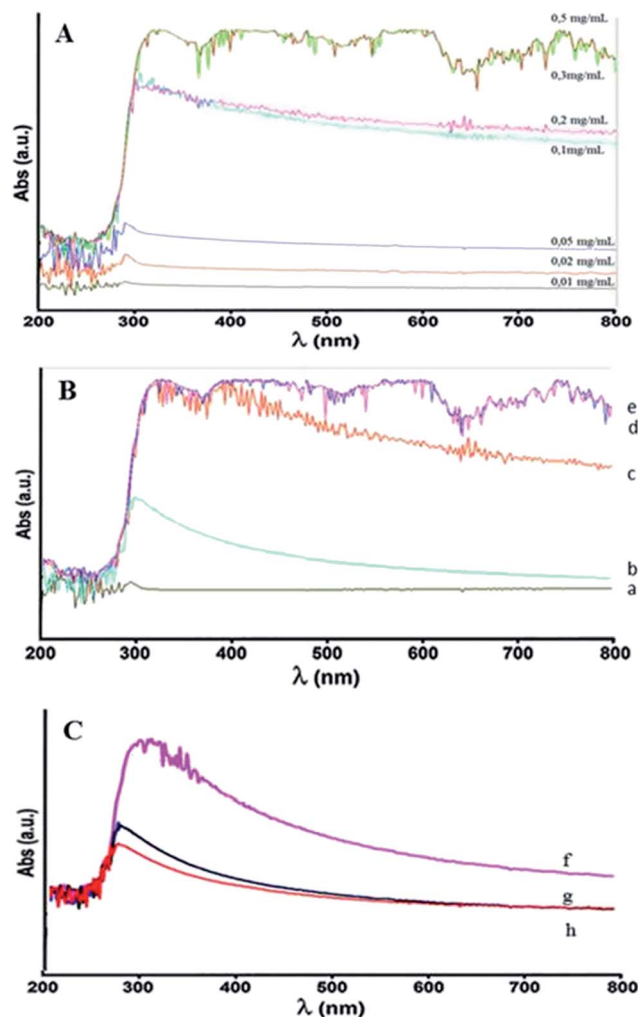 A
Abs (a.u.)
0,5 mg/mL
0,3mg/mL
0,2 mg/mL
0,1mg/mL
0,05 mg/mL
0,02 mg/mL
0,01 mg/mL
200 300 400 500 600 700 800
λ (nm)
B
Abs (a.u.)
e
d
c
b
a
200 300 400 500 600 700 800
λ (nm)
C
Abs (a.u.)
f
g
h
200 300 400 500 600 700 800
λ (nm)